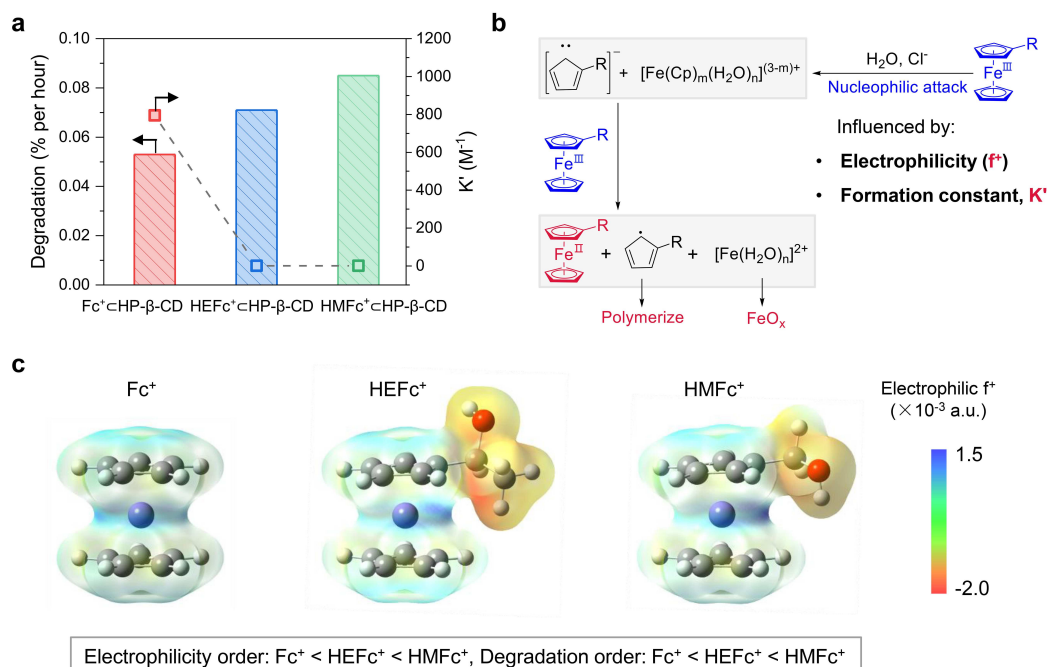 a
0.10
0.08
0.06
0.04
0.02
0.00
Degradation (% per hour)
1200
1000
800
600
400
200
0
K' (M⁻¹)
Fc⁺⊂HP-β-CD HEFc⁺⊂HP-β-CD HMFc⁺⊂HP-β-CD
b
R
− + [Fe(Cp)m(H₂O)n]⁽³⁻ᵐ⁾⁺
H₂O, Cl⁻
Nucleophilic attack
R
Fe III
Influenced by:
• Electrophilicity (f⁺)
• Formation constant, K'
R
Fe III
R
Fe II
+
R
+ [Fe(H₂O)n]²⁺
Polymerize
FeOₓ
c
Fc⁺
HEFc⁺
HMFc⁺
Electrophilic f⁺
(×10⁻³ a.u.)
1.5
-2.0
Electrophilicity order: Fc⁺ < HEFc⁺ < HMFc⁺, Degradation order: Fc⁺ < HEFc⁺ < HMFc⁺